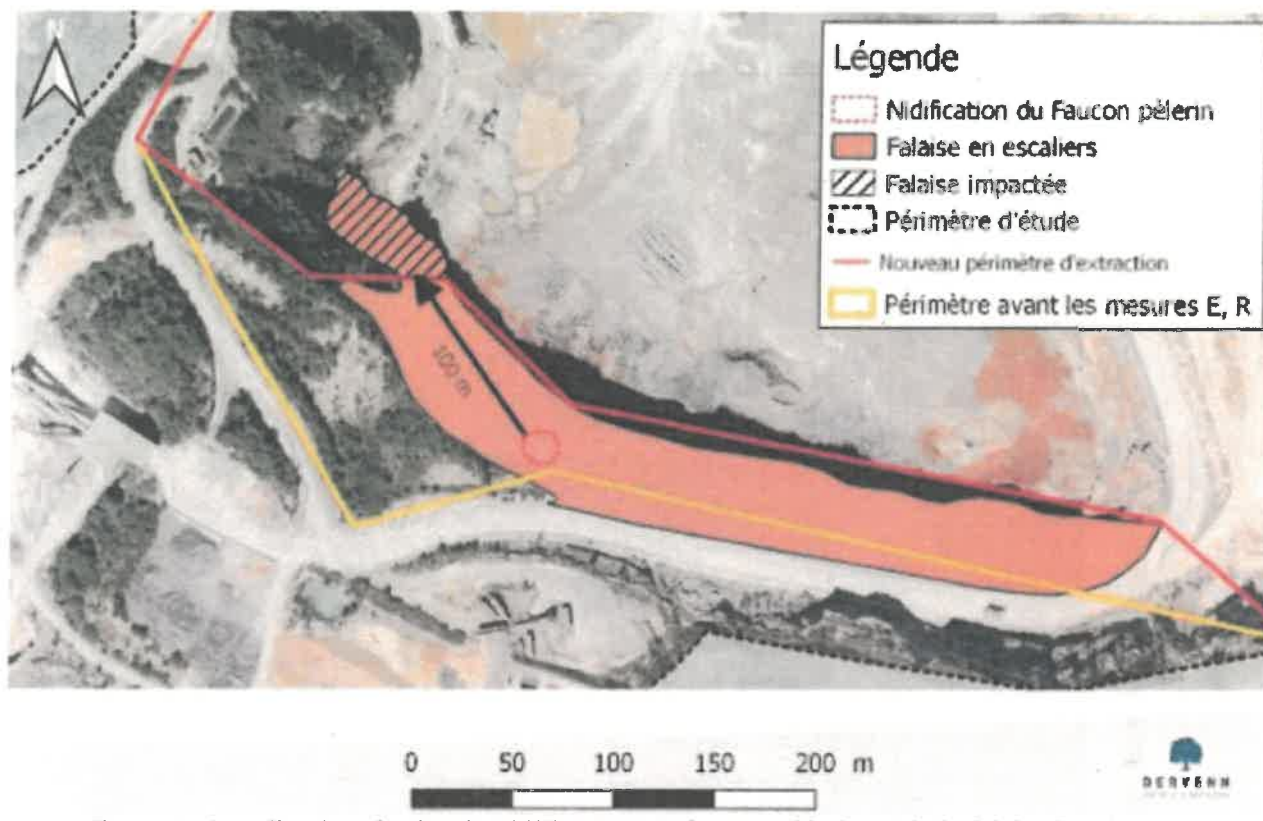 N
Légende
Nidification du Faucon pèlerin
Falaise en escaliers
Falaise impactée
Périmètre d'étude
Nouveau périmètre d'extraction
Périmètre avant les mesures E, R
100 m
0 50 100 150 200 m
DERVENN